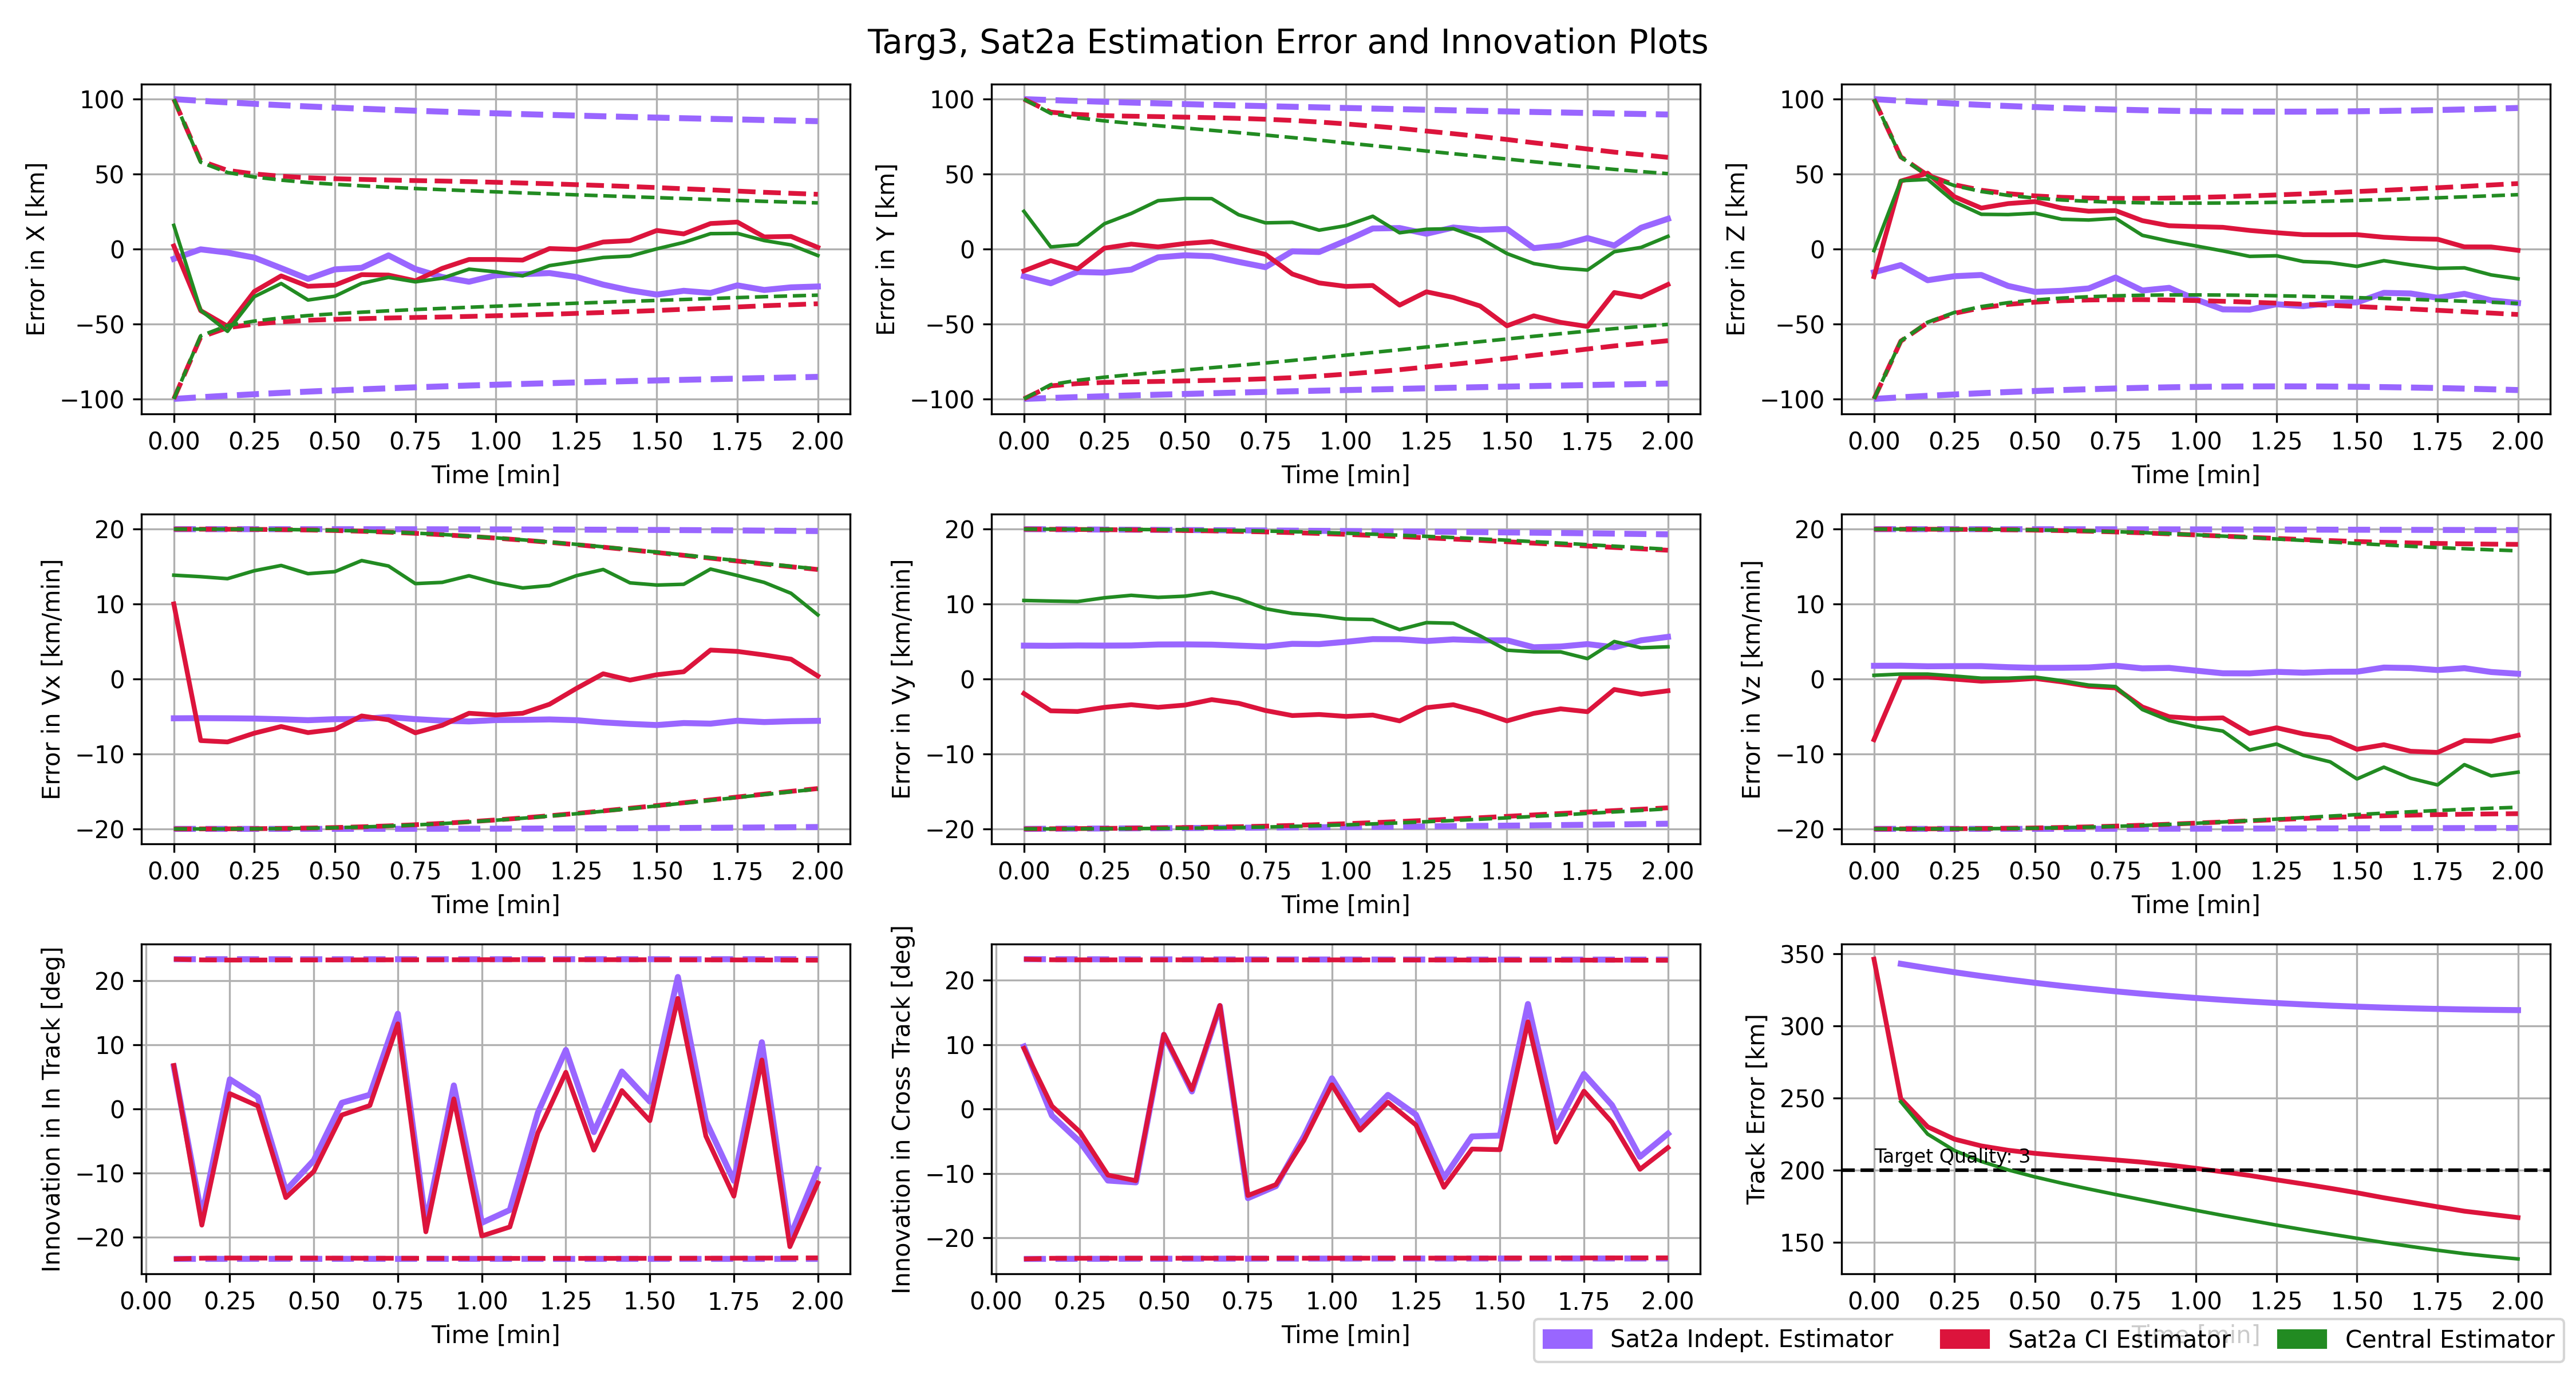 Targ3, Sat2a Estimation Error and Innovation Plots
Error in X [km]
100
50
0
−50
−100
0.00 0.25 0.50 0.75 1.00 1.25 1.50 1.75 2.00
Time [min]
Error in Y [km]
100
50
0
−50
−100
0.00 0.25 0.50 0.75 1.00 1.25 1.50 1.75 2.00
Time [min]
Error in Z [km]
100
50
0
−50
−100
0.00 0.25 0.50 0.75 1.00 1.25 1.50 1.75 2.00
Time [min]
Error in Vx [km/min]
20
10
0
−10
−20
0.00 0.25 0.50 0.75 1.00 1.25 1.50 1.75 2.00
Time [min]
Error in Vy [km/min]
20
10
0
−10
−20
0.00 0.25 0.50 0.75 1.00 1.25 1.50 1.75 2.00
Time [min]
Error in Vz [km/min]
20
10
0
−10
−20
0.00 0.25 0.50 0.75 1.00 1.25 1.50 1.75 2.00
Time [min]
Innovation in In Track [deg]
20
10
0
−10
−20
0.00 0.25 0.50 0.75 1.00 1.25 1.50 1.75 2.00
Time [min]
Innovation in Cross Track [deg]
20
10
0
−10
−20
0.00 0.25 0.50 0.75 1.00 1.25 1.50 1.75 2.00
Time [min]
Track Error [km]
350
300
250
200
150
Target Quality: 3
0.00 0.25 0.50 0.75 1.00 1.25 1.50 1.75 2.00
Time [min]
Sat2a Indept. Estimator Sat2a CI Estimator Central Estimator